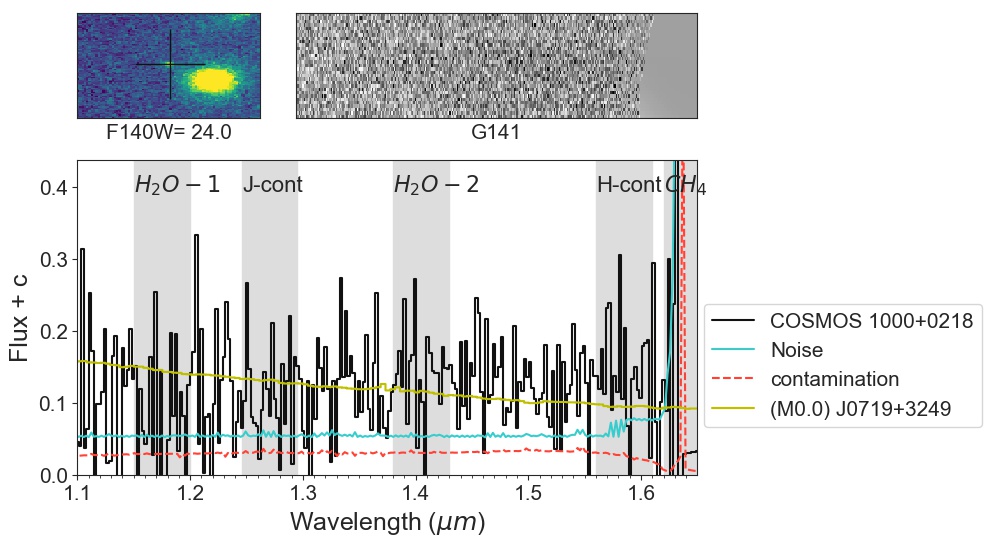 F140W= 24.0
G141
H₂O − 1
J-cont
H₂O − 2
H-cont
CH₄
0.4
0.3
0.2
0.1
0.0
Flux + c
1.1
1.2
1.3
1.4
1.5
1.6
Wavelength (μm)
COSMOS 1000+0218
Noise
contamination
(M0.0) J0719+3249